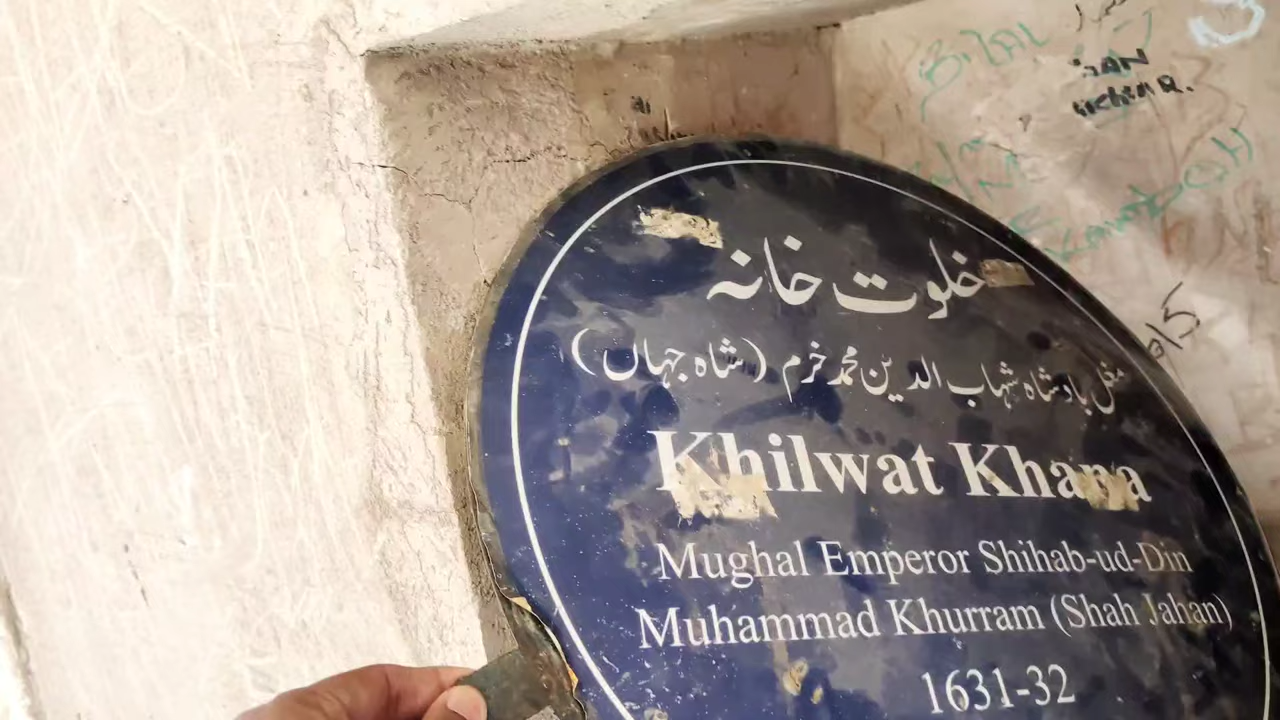 BILAL
خلوت خانہ
مغل بادشاہ شہاب الدین محمد خرم (شاہ جہاں)
Khilwat Khana
Mughal Emperor Shihab-ud-Din
Muhammad Khurram (Shah Jahan)
1631-32